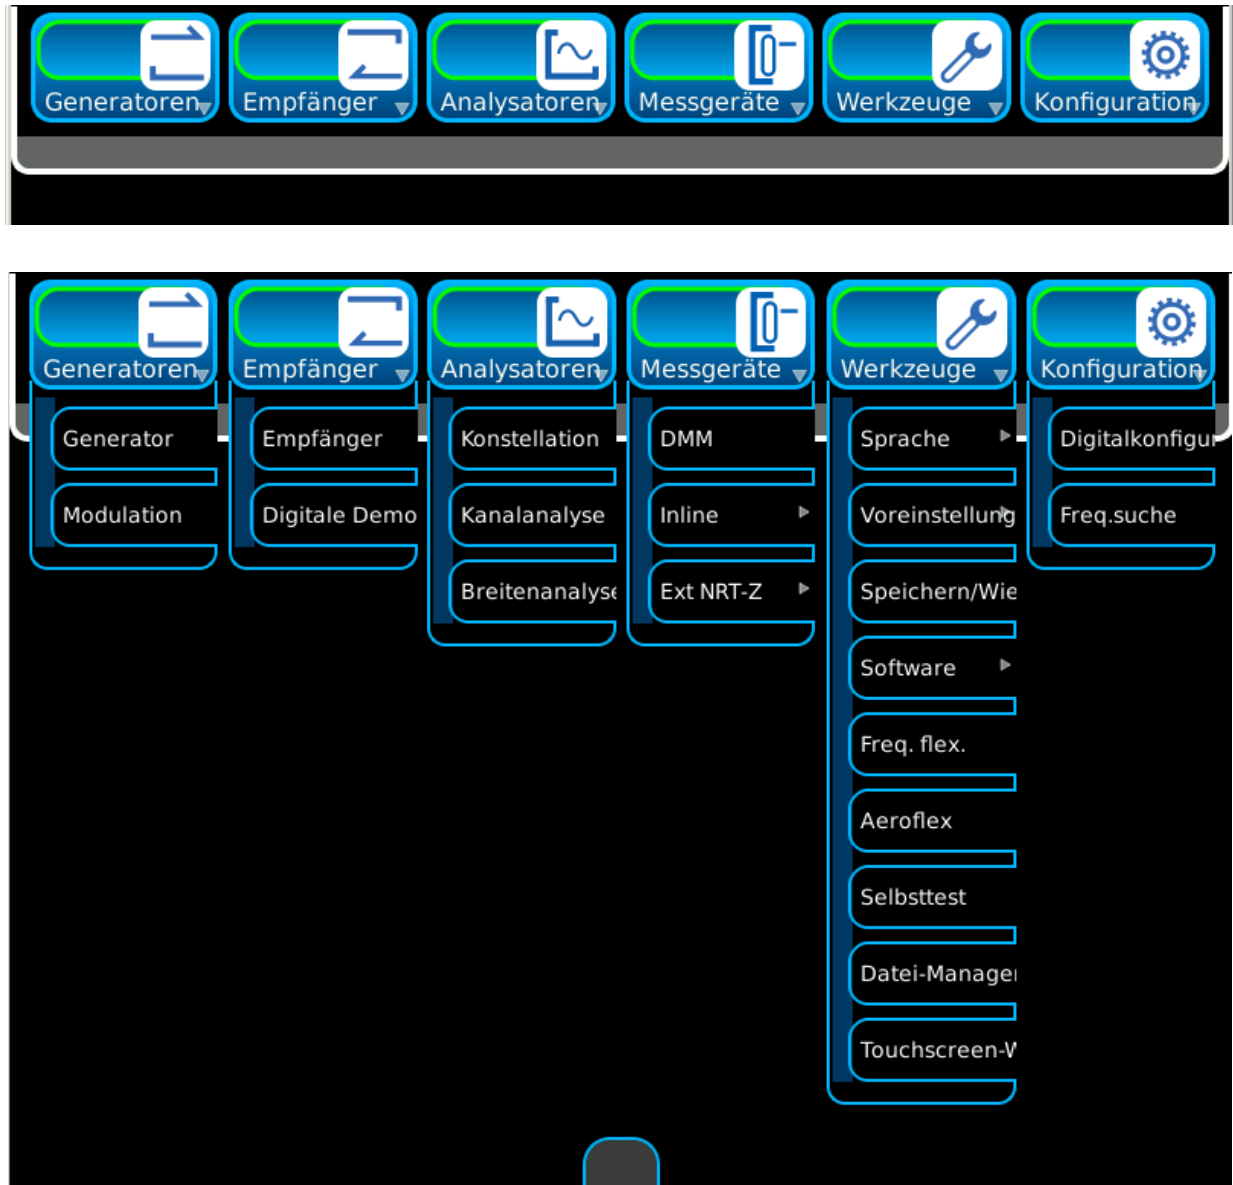 Generatoren
Empfänger
Analysatoren
Messgeräte
Werkzeuge
Konfiguration
Generatoren
Empfänger
Analysatoren
Messgeräte
Werkzeuge
Konfiguration
Generator
Modulation
Empfänger
Digitale Demo
Konstellation
Kanalanalyse
Breitenanalyse
DMM
Inline
Ext NRT-Z
Sprache
Voreinstellung
Speichern/Wie
Software
Freq. flex.
Aeroflex
Selbsttest
Datei-Manager
Touchscreen-W
Digitalkonfigur
Freq.suche